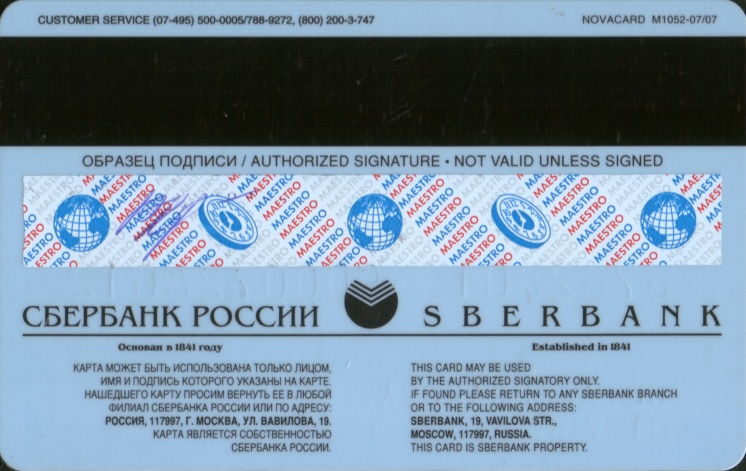 CUSTOMER SERVICE (07-495) 500-0005/788-9272, (800) 200-3-747
NOVACARD M1052-07/07
ОБРАЗЕЦ ПОДПИСИ / AUTHORIZED SIGNATURE • NOT VALID UNLESS SIGNED
MAESTRO MAESTRO MAESTRO MAESTRO MAESTRO
СБЕРБАНК РОССИИ
SBERBANK
Основан в 1841 году
Established in 1841
КАРТА МОЖЕТ БЫТЬ ИСПОЛЬЗОВАНА ТОЛЬКО ЛИЦОМ,
ИМЯ И ПОДПИСЬ КОТОРОГО УКАЗАНЫ НА КАРТЕ.
НАШЕДШЕГО КАРТУ ПРОСИМ ВЕРНУТЬ ЕЕ В ЛЮБОЙ
ФИЛИАЛ СБЕРБАНКА РОССИИ ИЛИ ПО АДРЕСУ:
РОССИЯ, 117997, Г. МОСКВА, УЛ. ВАВИЛОВА, 19.
КАРТА ЯВЛЯЕТСЯ СОБСТВЕННОСТЬЮ
СБЕРБАНКА РОССИИ.
THIS CARD MAY BE USED
BY THE AUTHORIZED SIGNATORY ONLY.
IF FOUND PLEASE RETURN TO ANY SBERBANK BRANCH
OR TO THE FOLLOWING ADDRESS:
SBERBANK, 19, VAVILOVA STR.,
MOSCOW, 117997, RUSSIA.
THIS CARD IS SBERBANK PROPERTY.